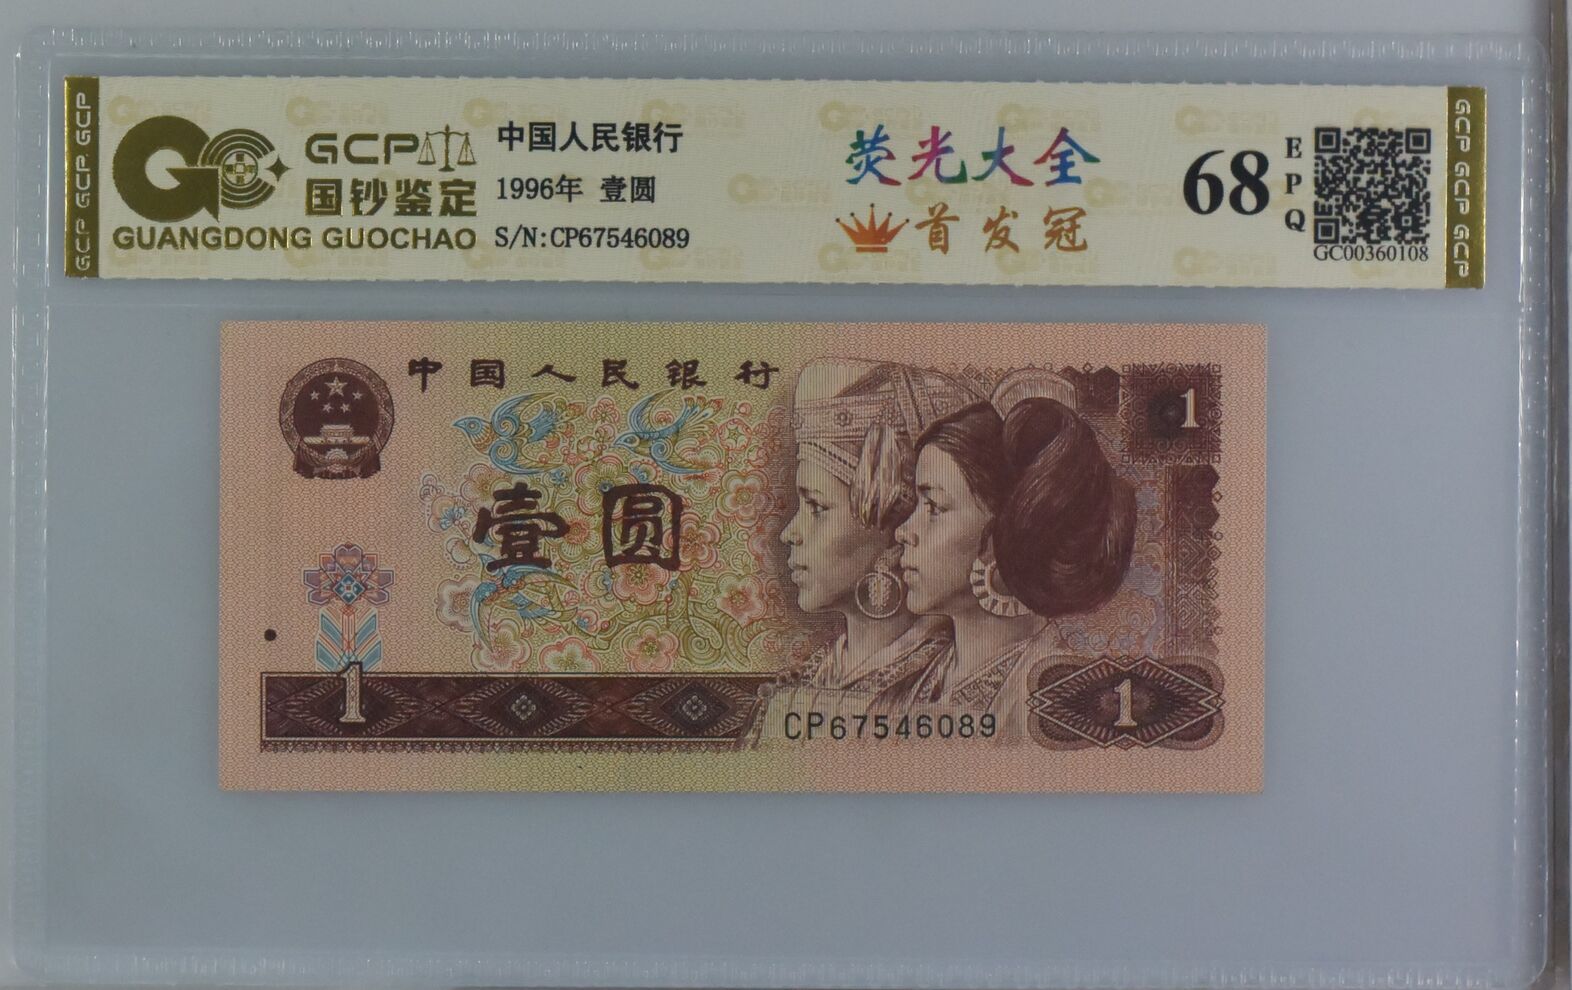 GCP GCP GCP
GCP
国钞鉴定
GUANGDONG GUOCHAO
中国人民银行
1996年 壹圆
S/N:CP67546089
荧光大全
首发冠
68
EPQ
GC00360108
GCP GCP GCP
中国人民银行
1
壹圆
1
CP67546089
1